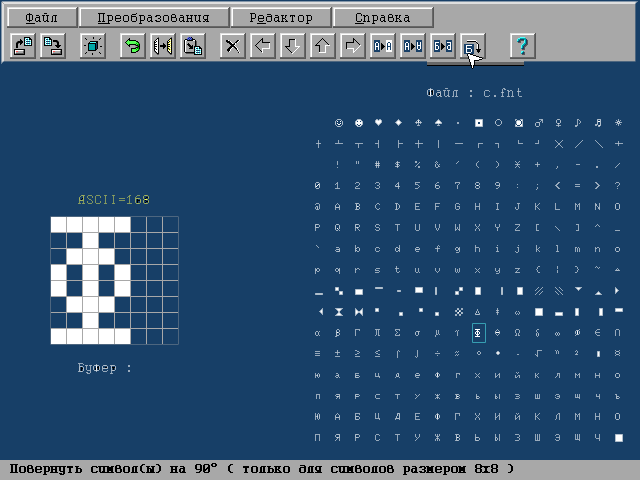 Файл Преобразования Редактор Справка
Файл : c.fnt
ASCII=168
! " # $ % & ´ ( ) Ж + , - . /
0 1 2 3 4 5 6 7 8 9 : ; < = > ?
@ A B C D E F G H I J K L M N O
P Q R S T U V W X Y Z [ \ ] ^ _
` a b c d e f g h i j k l m n o
p q r s t u v w x y z { | } ~
α β Γ Π Σ σ μ τ Φ Θ Ω δ ∞ ø ∈ ∩
≡ ± ≥ ≤ ⌠ ⌡ ÷ ≈ ° • · √ ⁿ ²
ю а б ц д е ф г х и й к л м н о
п я р с т у ж в ь ы з ш э щ ч ъ
Ю А Б Ц Д Е Ф Г Х И Й К Л М Н О
П Я Р С Т У Ж В Ь Ы З Ш Э Щ Ч
Буфер :
Повернуть символ(ы) на 90° ( только для символов размером 8x8 )